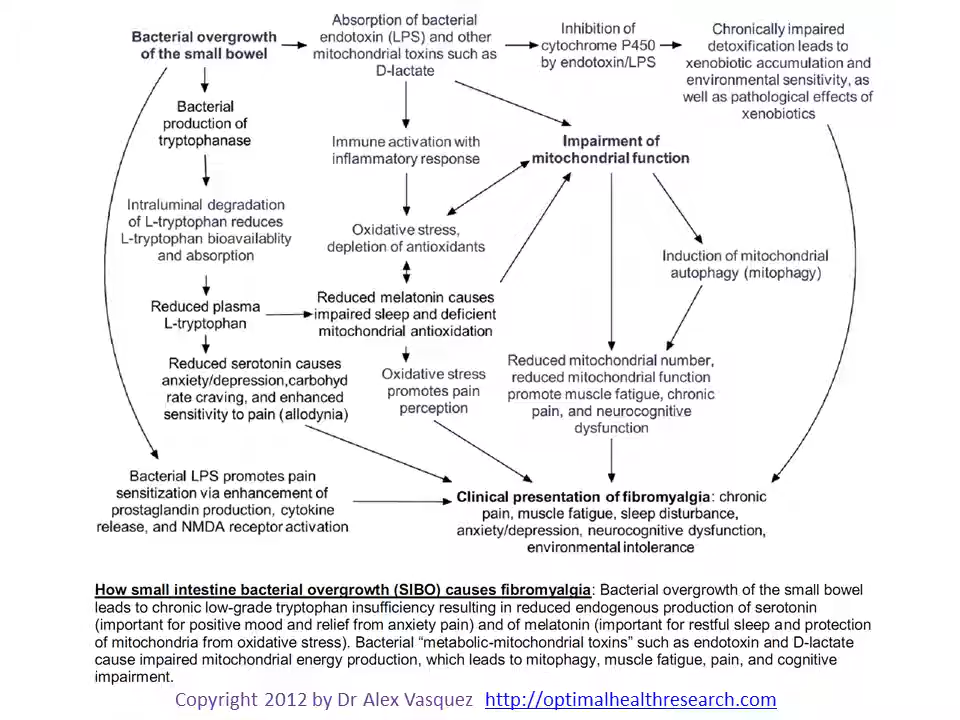 Bacterial overgrowth
of the small bowel
Absorption of bacterial
endotoxin (LPS) and other
mitochondrial toxins such as
D-lactate
Inhibition of
cytochrome P450
by endotoxin/LPS
Chronically impaired
detoxification leads to
xenobiotic accumulation and
environmental sensitivity, as
well as pathological effects of
xenobiotics
Bacterial
production of
tryptophanase
Immune activation with
inflammatory response
Impairment of
mitochondrial function
Intraluminal degradation
of L-tryptophan reduces
L-tryptophan bioavailablity
and absorption
Oxidative stress,
depletion of antioxidants
Induction of mitochondrial
autophagy (mitophagy)
Reduced plasma
L-tryptophan
Reduced melatonin causes
impaired sleep and deficient
mitochondrial antioxidation
Reduced serotonin causes
anxiety/depression,carbohyd
rate craving, and enhanced
sensitivity to pain (allodynia)
Oxidative stress
promotes pain
perception
Reduced mitochondrial number,
reduced mitochondrial function
promote muscle fatigue, chronic
pain, and neurocognitive
dysfunction
Bacterial LPS promotes pain
sensitization via enhancement of
prostaglandin production, cytokine
release, and NMDA receptor activation
Clinical presentation of fibromyalgia: chronic
pain, muscle fatigue, sleep disturbance,
anxiety/depression, neurocognitive dysfunction,
environmental intolerance
How small intestine bacterial overgrowth (SIBO) causes fibromyalgia: Bacterial overgrowth of the small bowel
leads to chronic low-grade tryptophan insufficiency resulting in reduced endogenous production of serotonin
(important for positive mood and relief from anxiety pain) and of melatonin (important for restful sleep and protection
of mitochondria from oxidative stress). Bacterial “metabolic-mitochondrial toxins” such as endotoxin and D-lactate
cause impaired mitochondrial energy production, which leads to mitophagy, muscle fatigue, pain, and cognitive
impairment.
Copyright 2012 by Dr Alex Vasquez http://optimalhealthresearch.com